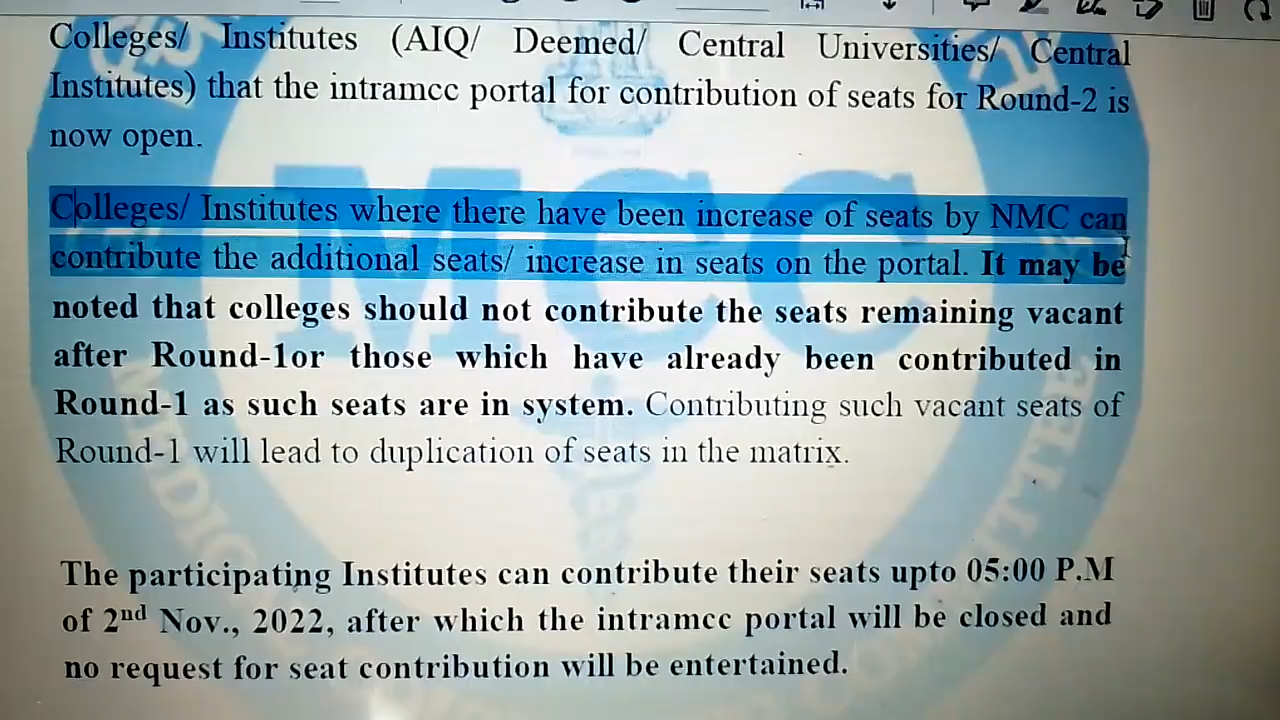 Colleges/ Institutes (AIQ/ Deemed/ Central Universities/ Central
Institutes) that the intramcc portal for contribution of seats for Round-2 is
now open.
Colleges/ Institutes where there have been increase of seats by NMC can
contribute the additional seats/ increase in seats on the portal. It may be
noted that colleges should not contribute the seats remaining vacant
after Round-1or those which have already been contributed in
Round-1 as such seats are in system. Contributing such vacant seats of
Round-1 will lead to duplication of seats in the matrix.
The participating Institutes can contribute their seats upto 05:00 P.M
of 2nd Nov., 2022, after which the intramcc portal will be closed and
no request for seat contribution will be entertained.
MCC